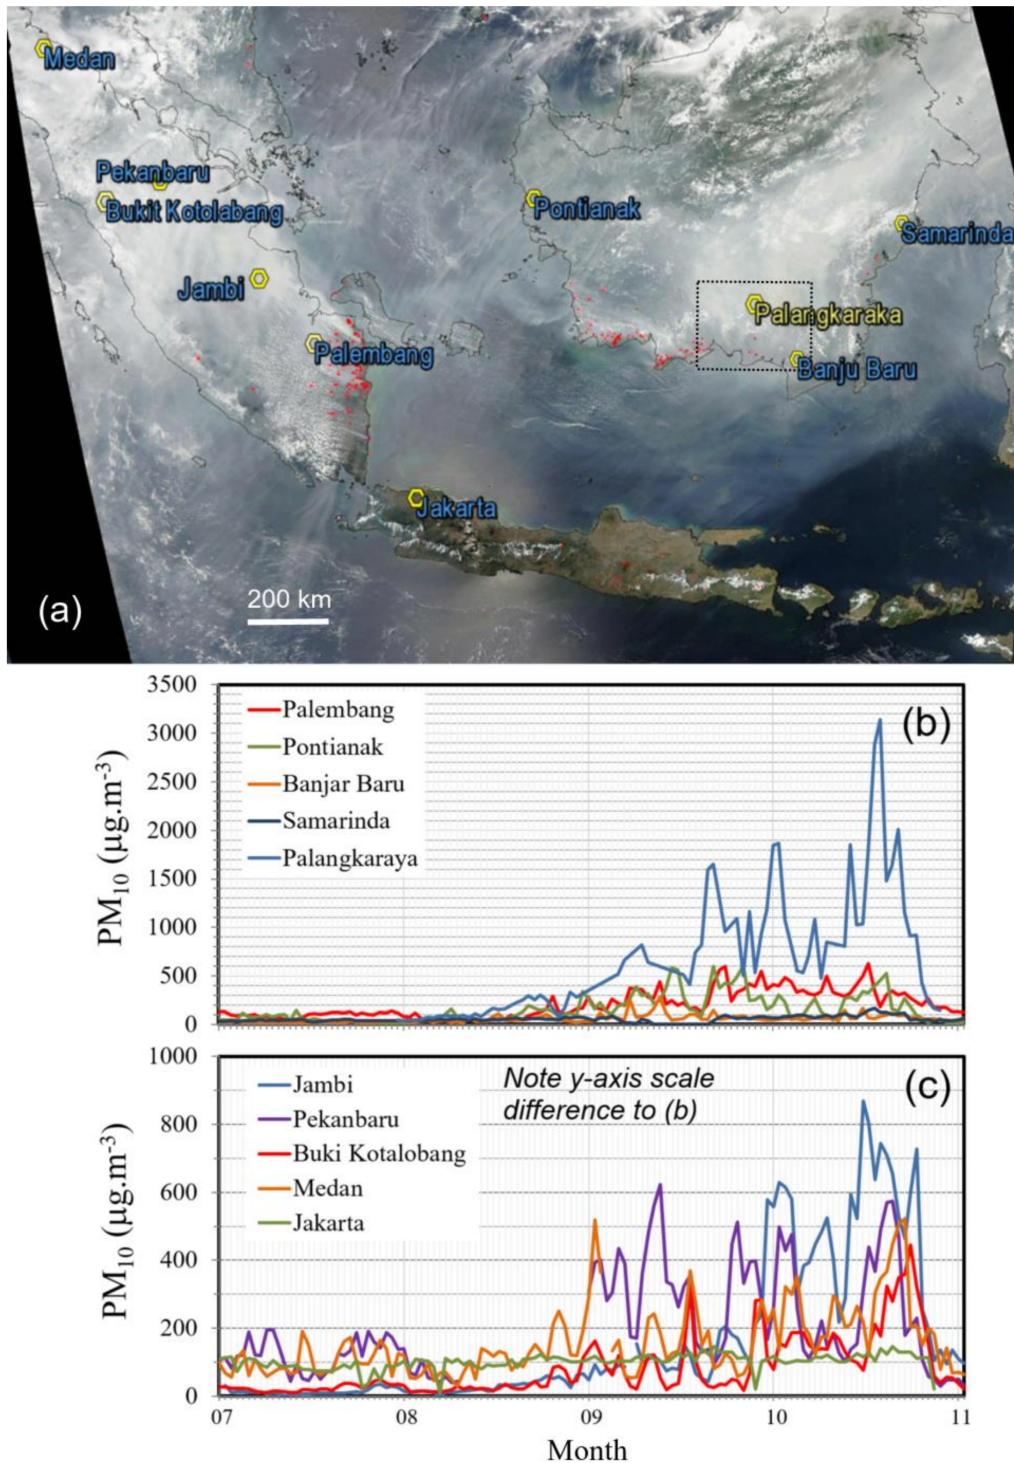 Medan
Pekanbaru
Bukit Kotolabang
Pontianak
Samarinda
Jambi
Palangkaraka
Palembang
Banju Baru
Jakarta
200 km
(a)
3500
3000
2500
2000
1500
1000
500
0
PM10 (µg.m-3)
Palembang
Pontianak
Banjar Baru
Samarinda
Palangkaraya
(b)
1000
800
600
400
200
0
PM10 (µg.m-3)
Jambi
Pekanbaru
Buki Kotalobang
Medan
Jakarta
Note y-axis scale
difference to (b)
(c)
07 08 09 10 11
Month